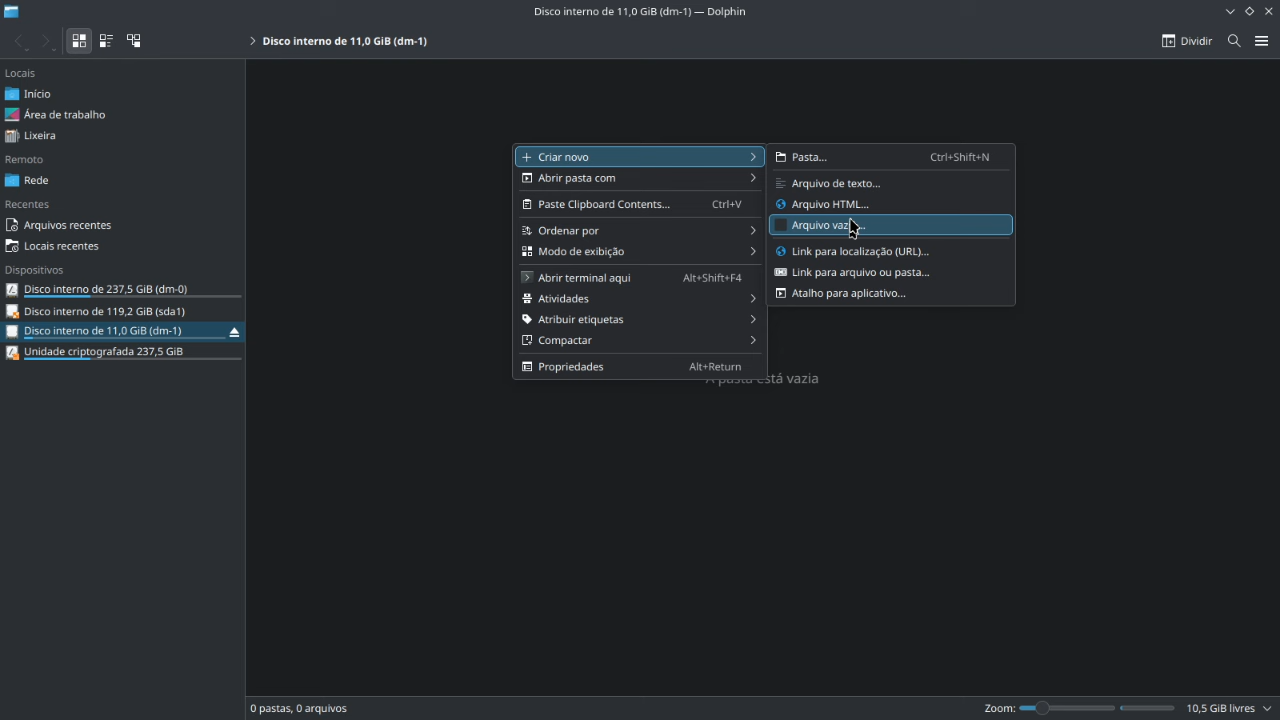 Disco interno de 11,0 GiB (dm-1) — Dolphin
Disco interno de 11,0 GiB (dm-1)
Dividir
Locais
Início
Área de trabalho
Lixeira
Remoto
Rede
Recentes
Arquivos recentes
Locais recentes
Dispositivos
Disco interno de 237,5 GiB (dm-0)
Disco interno de 119,2 GiB (sda1)
Disco interno de 11,0 GiB (dm-1)
Unidade criptografada 237,5 GiB
Criar novo
Abrir pasta com
Paste Clipboard Contents... Ctrl+V
Ordenar por
Modo de exibição
Abrir terminal aqui Alt+Shift+F4
Atividades
Atribuir etiquetas
Compactar
Propriedades Alt+Return
Pasta... Ctrl+Shift+N
Arquivo de texto...
Arquivo HTML...
Arquivo
Link para localização (URL)...
Link para arquivo ou pasta...
Atalho para aplicativo...
A pasta está vazia
0 pastas, 0 arquivos
Zoom:
10,5 GiB livres